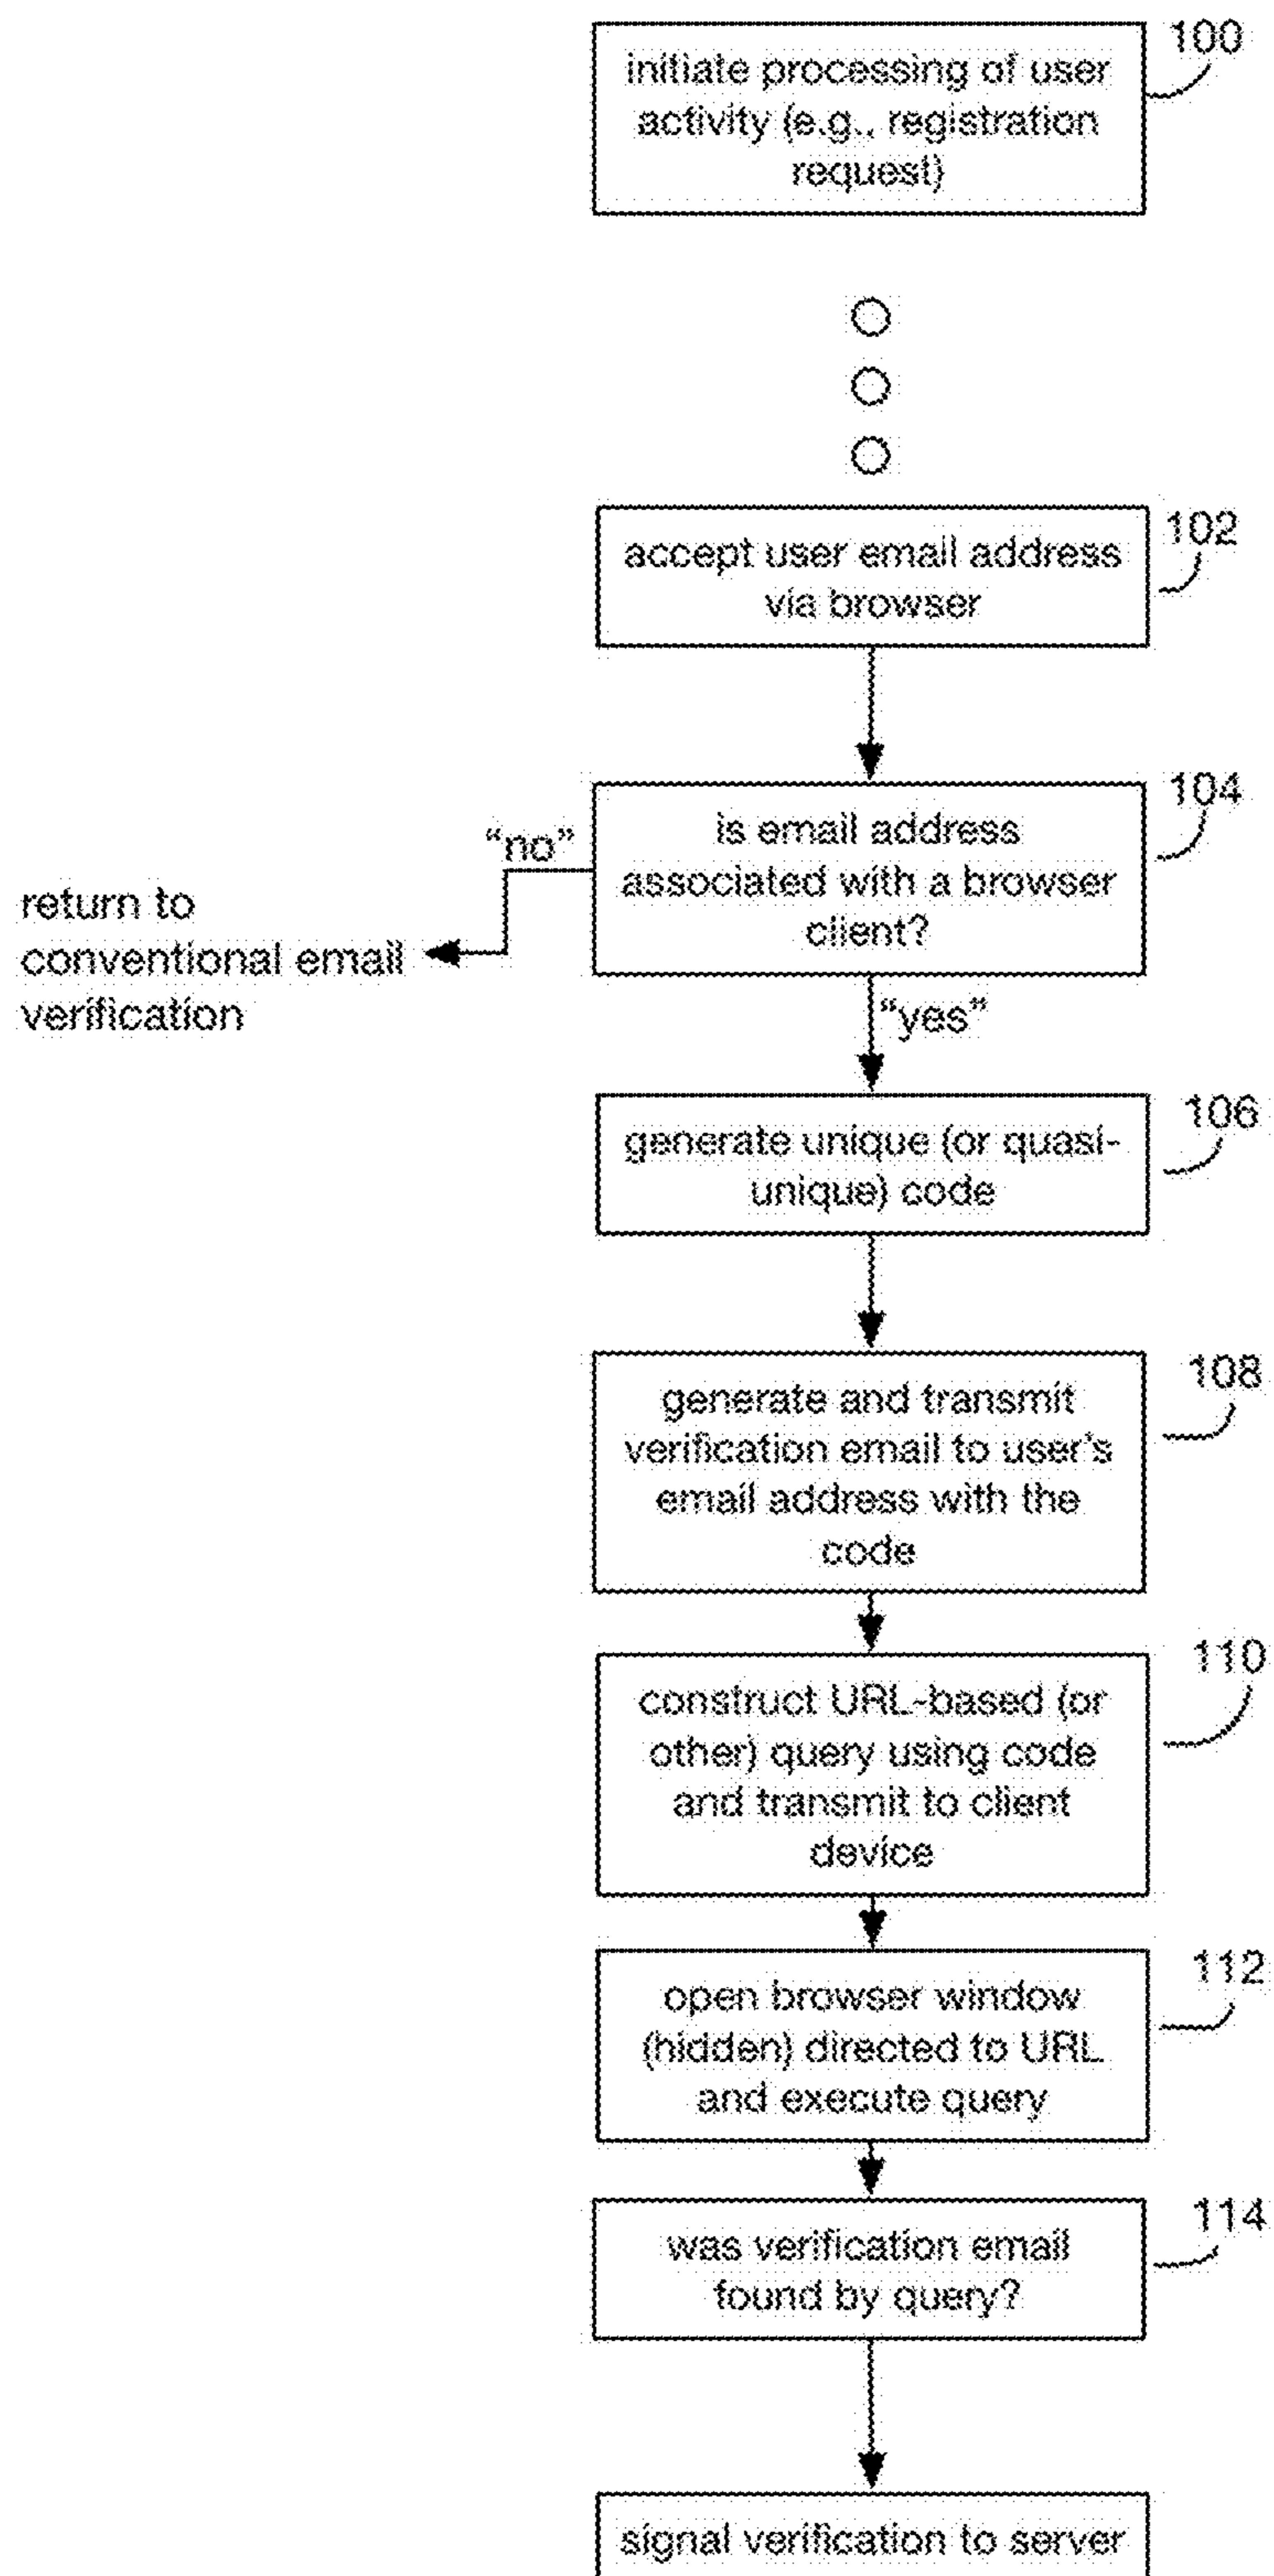 100
initiate processing of user
activity (e.g., registration
request)
102
accept user email address
via browser
104
is email address
associated with a browser
client?
“no”
return to
conventional email
verification
“yes”
106
generate unique (or quasi-
unique) code
108
generate and transmit
verification email to user's
email address with the
code
110
construct URL-based (or
other) query using code
and transmit to client
device
112
open browser window
(hidden) directed to URL
and execute query
114
was verification email
found by query?
signal verification to server